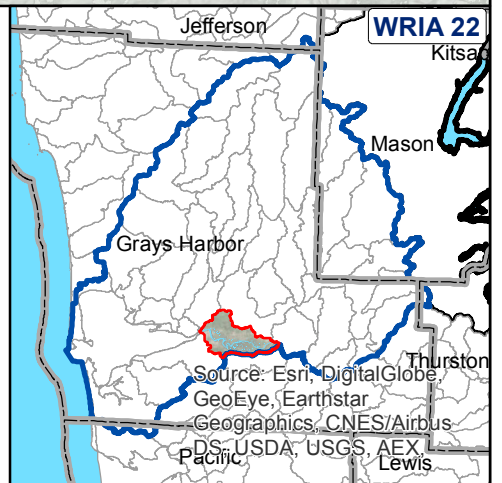 Jefferson
WRIA 22
Kitsap
Mason
Grays Harbor
Thurston
Source: Esri, DigitalGlobe,
GeoEye, Earthstar
Geographics, CNES/Airbus
DS, USDA, USGS, AEX,
Pacific
Lewis